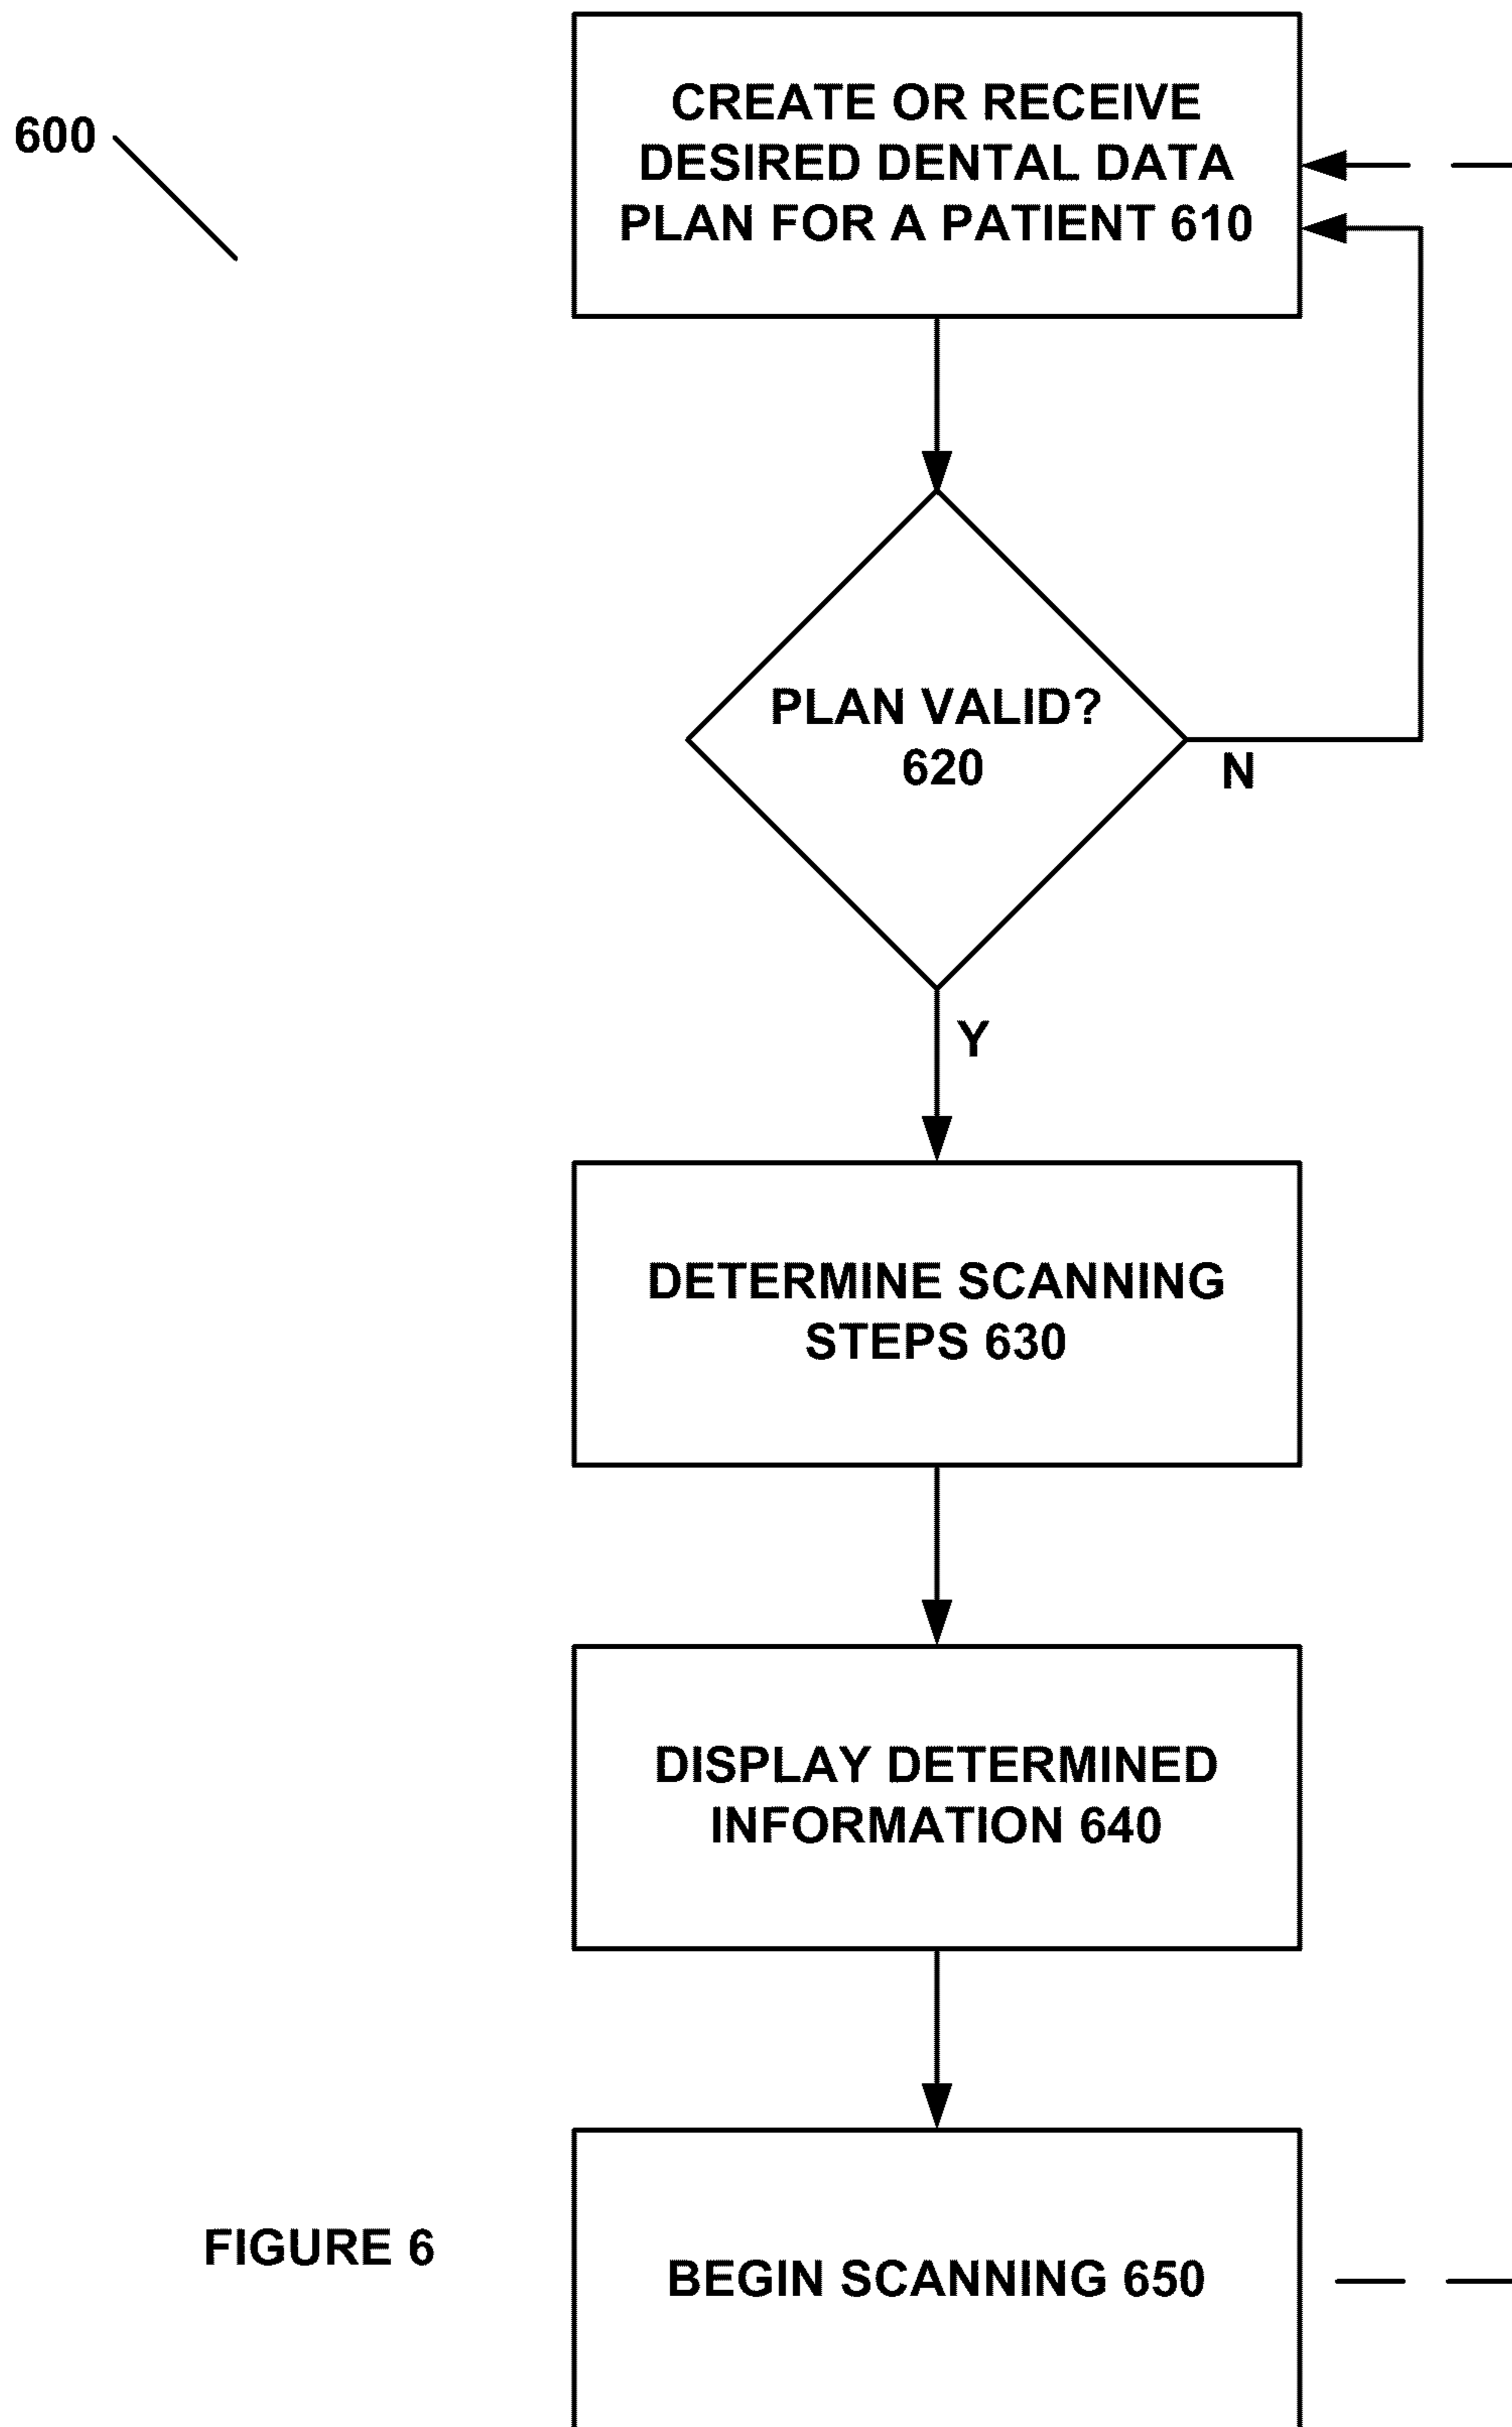 600
CREATE OR RECEIVE
DESIRED DENTAL DATA
PLAN FOR A PATIENT 610
PLAN VALID?
620
N
Y
DETERMINE SCANNING
STEPS 630
DISPLAY DETERMINED
INFORMATION 640
FIGURE 6
BEGIN SCANNING 650